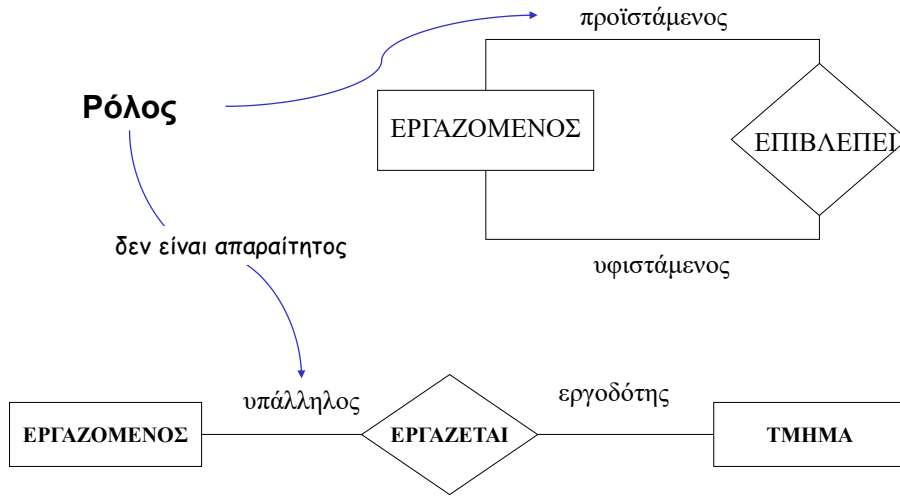 προϊστάμενος
Ρόλος
ΕΡΓΑΖΟΜΕΝΟΣ
ΕΠΙΒΛΕΠΕΙ
δεν είναι απαραίτητος
υφιστάμενος
υπάλληλος
εργοδότης
ΕΡΓΑΖΟΜΕΝΟΣ
ΕΡΓΑΖΕΤΑΙ
ΤΜΗΜΑ